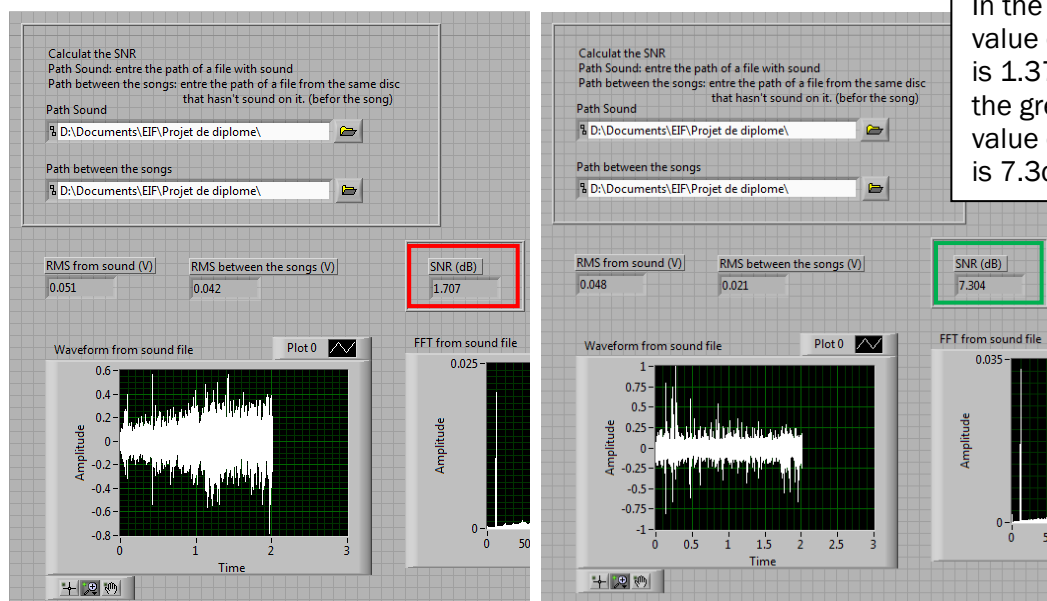 Calculat the SNR
Path Sound: entre the path of a file with sound
Path between the songs: entre the path of a file from the same disc
that hasn't sound on it. (befor the song)
Path Sound
D:\Documents\EIF\Projet de diplome\
Path between the songs
D:\Documents\EIF\Projet de diplome\
RMS from sound (V)
0.051
RMS between the songs (V)
0.042
SNR (dB)
1.707
Waveform from sound file
Plot 0
0.6
0.4
0.2
0
-0.2
-0.4
-0.6
-0.8
Amplitude
0
1
2
3
Time
FFT from sound file
0.025
0
Amplitude
0
50
Calculat the SNR
Path Sound: entre the path of a file with sound
Path between the songs: entre the path of a file from the same disc
that hasn't sound on it. (befor the song)
Path Sound
D:\Documents\EIF\Projet de diplome\
Path between the songs
D:\Documents\EIF\Projet de diplome\
RMS from sound (V)
0.048
RMS between the songs (V)
0.021
SNR (dB)
7.304
Waveform from sound file
Plot 0
1
0.75
0.5
0.25
0
-0.25
-0.5
-0.75
-1
Amplitude
0
0.5
1
1.5
2
2.5
3
Time
FFT from sound file
0.035
0
Amplitude
0
In the
value
is 1.37
the
value
is 7.3